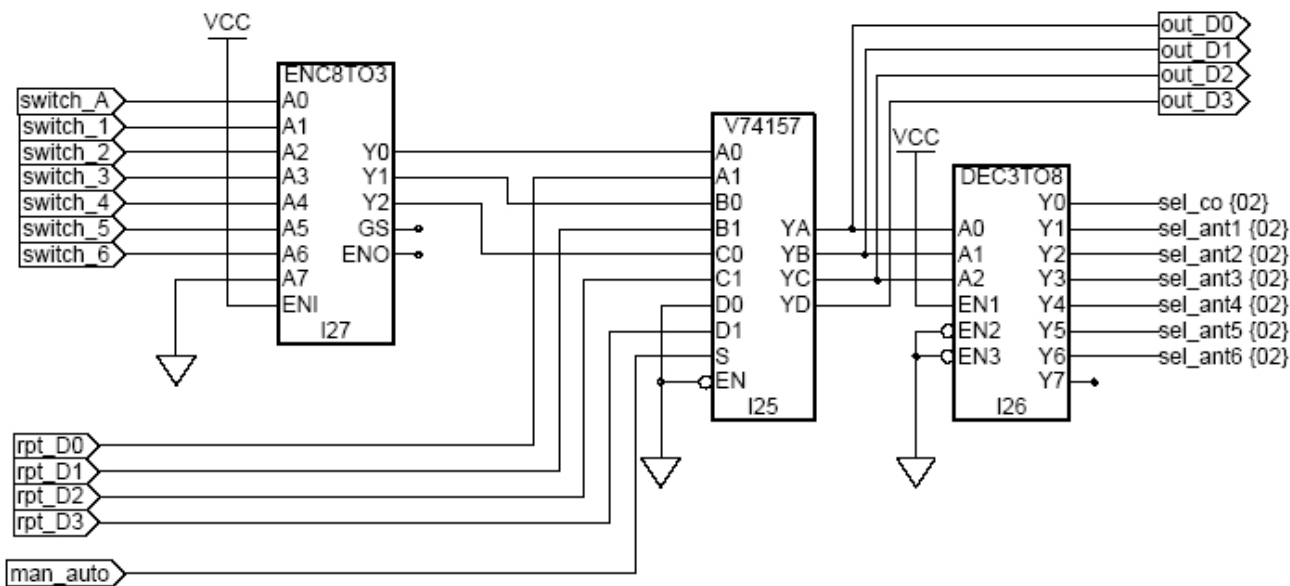 VCC
ENC8TO3
switch_A
switch_1
switch_2
switch_3
switch_4
switch_5
switch_6
A0
A1
A2
A3
A4
A5
A6
A7
ENI
Y0
Y1
Y2
GS
ENO
I27
rpt_D0
rpt_D1
rpt_D2
rpt_D3
man_auto
V74157
A0
A1
B0
B1
C0
C1
D0
D1
S
EN
YA
YB
YC
YD
I25
out_D0
out_D1
out_D2
out_D3
VCC
DEC3TO8
A0
A1
A2
EN1
EN2
EN3
Y0
Y1
Y2
Y3
Y4
Y5
Y6
Y7
I26
sel_co {02}
sel_ant1 {02}
sel_ant2 {02}
sel_ant3 {02}
sel_ant4 {02}
sel_ant5 {02}
sel_ant6 {02}